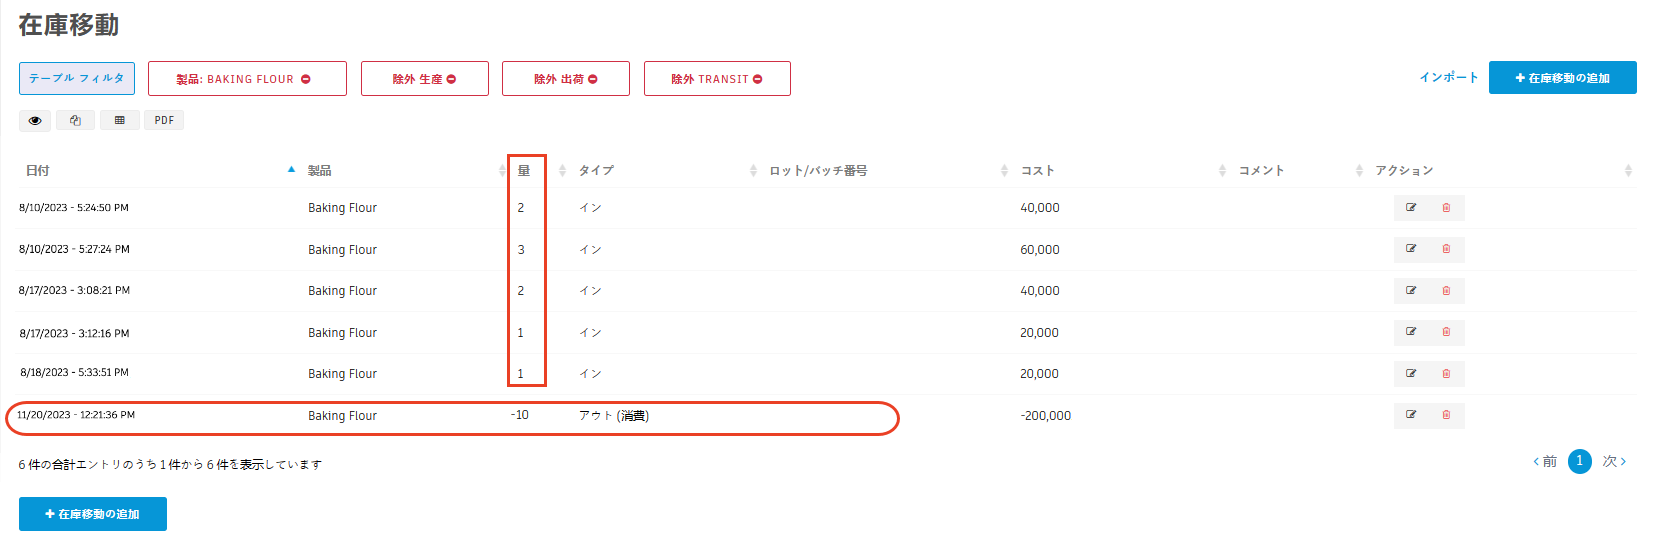 在庫移動
テーブル フィルタ 製品: BAKING FLOUR 除外 生産 除外 出荷 除外 TRANSIT インポート 在庫移動の追加
PDF
日付 製品 量 タイプ ロット/バッチ番号 コスト コメント アクション
8/10/2023 - 5:24:50 PM Baking Flour 2 イン 40,000
8/10/2023 - 5:27:24 PM Baking Flour 3 イン 60,000
8/17/2023 - 3:08:21 PM Baking Flour 2 イン 40,000
8/17/2023 - 3:12:16 PM Baking Flour 1 イン 20,000
8/18/2023 - 5:33:51 PM Baking Flour 1 イン 20,000
11/20/2023 - 12:21:36 PM Baking Flour -10 アウト (消費) -200,000
6 件の合計エントリのうち 1 件から 6 件を表示しています 前 1 次
在庫移動の追加